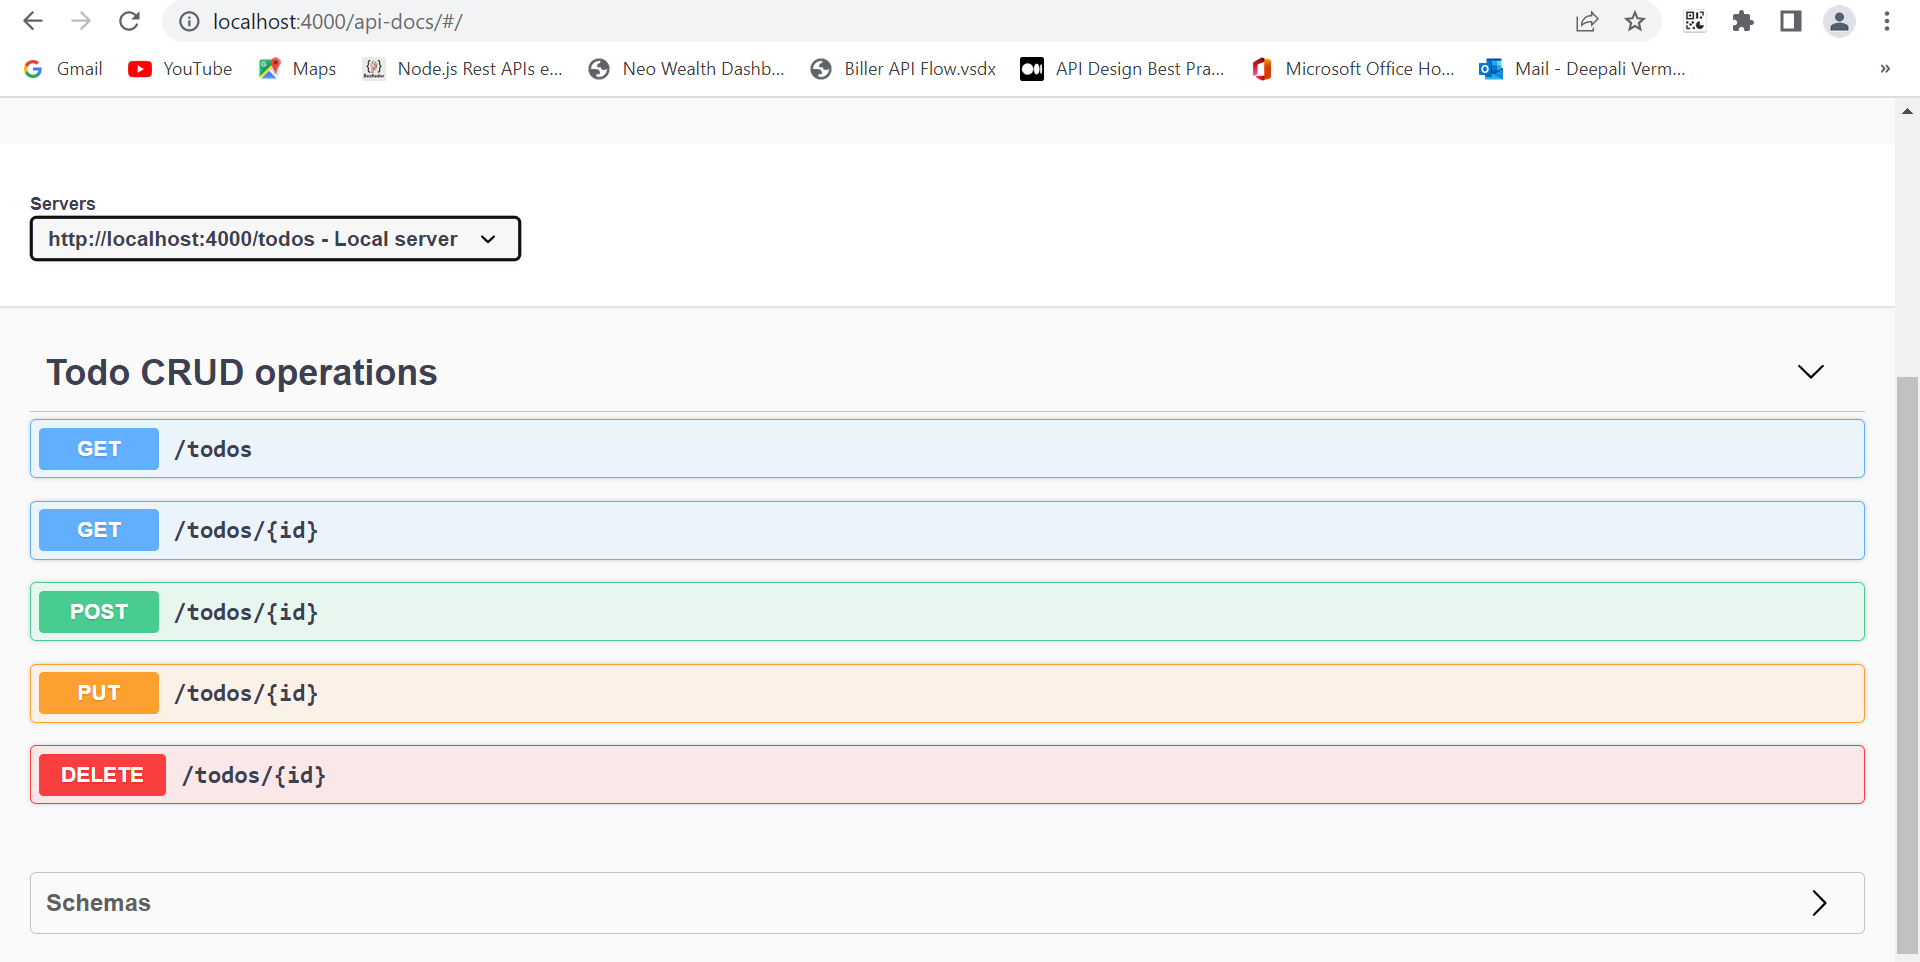 localhost:4000/api-docs/#/
Gmail YouTube Maps Node.js Rest APIs e... Neo Wealth Dashb... Biller API Flow.vsdx API Design Best Pra... Microsoft Office Ho... Mail - Deepali Verm... »
Servers
http://localhost:4000/todos - Local server
Todo CRUD operations
GET /todos
GET /todos/{id}
POST /todos/{id}
PUT /todos/{id}
DELETE /todos/{id}
Schemas